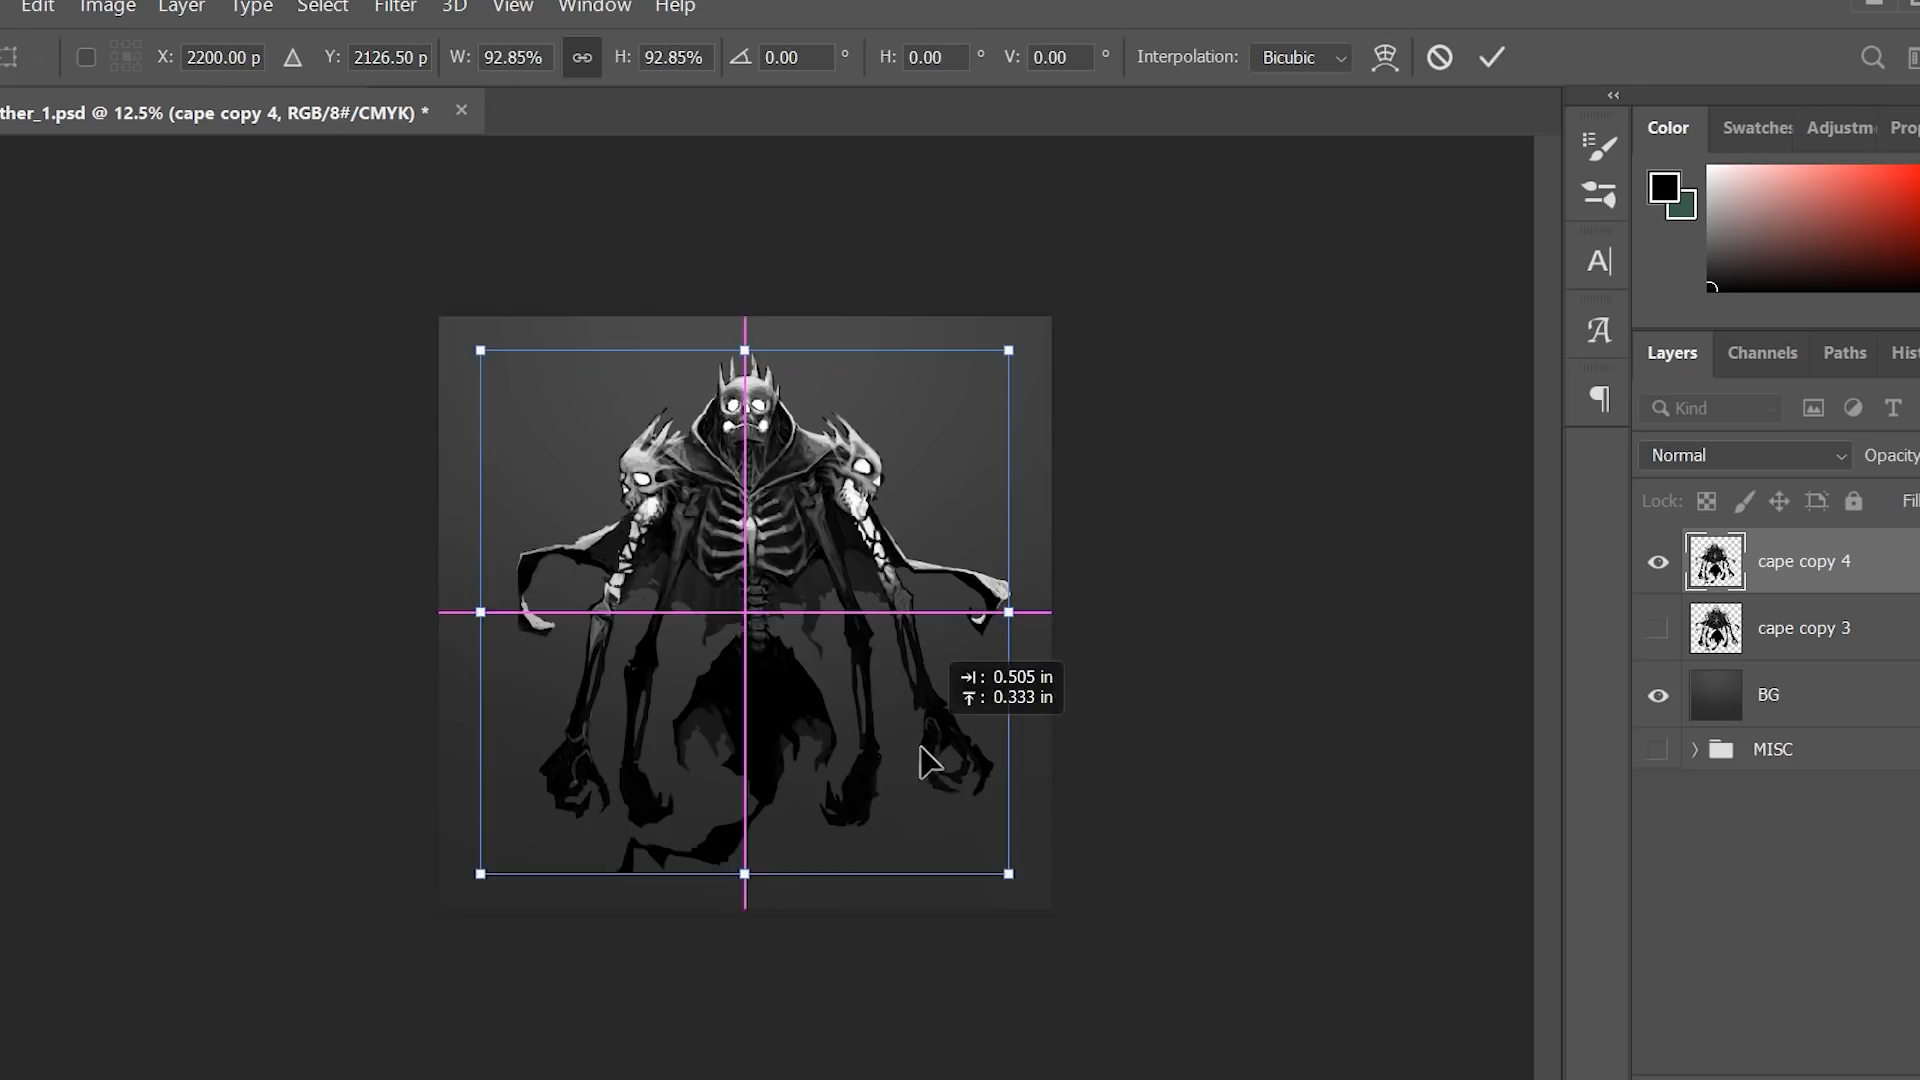 Edit Image Layer Type Select Filter 3D View Window Help
X: 2200.00 p Y: 2126.50 p W: 92.85% H: 92.85% 0.00 ° H: 0.00 ° V: 0.00 ° Interpolation: Bicubic
ther_1.psd @ 12.5% (cape copy 4, RGB/8#/CMYK) *
Color Swatches Adjustm Prop
Layers Channels Paths Hist
Kind
Normal Opacity
Lock: Fill
cape copy 4
cape copy 3
BG
MISC
: 0.505 in
: 0.333 in